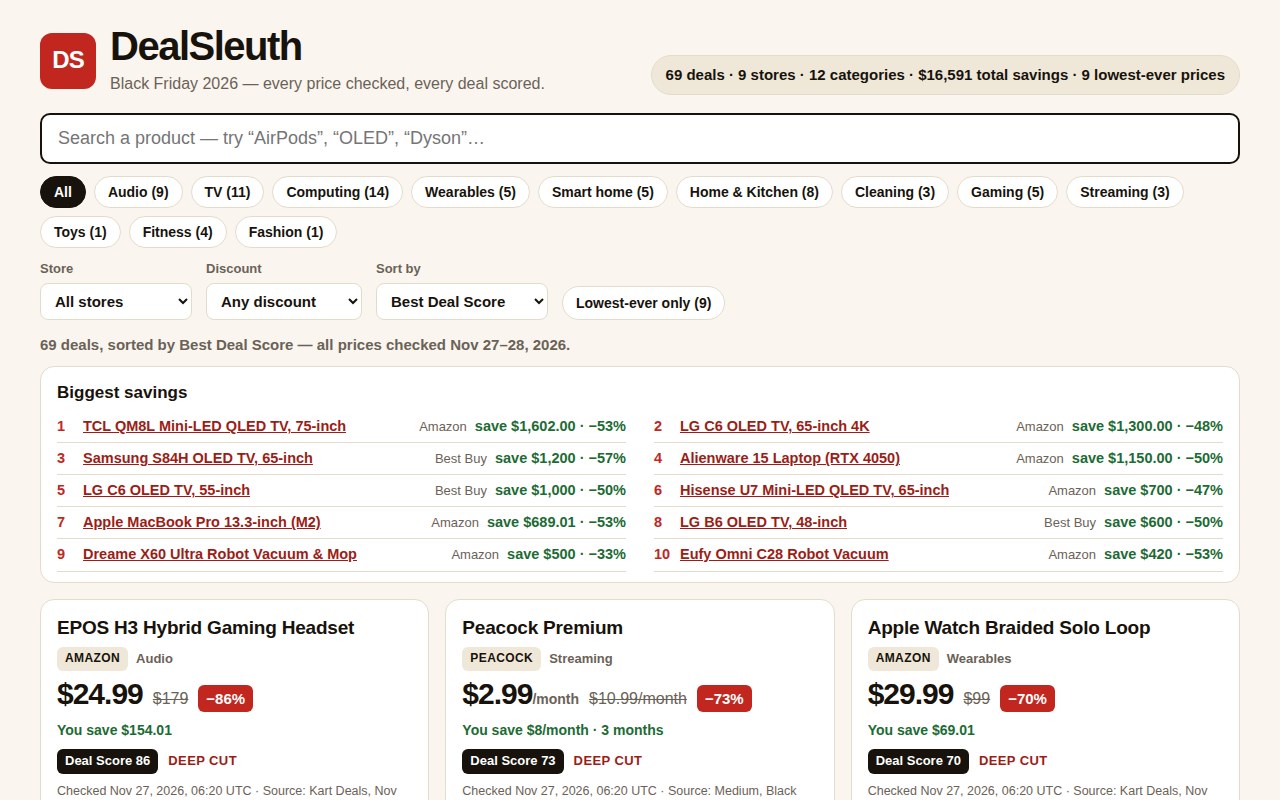 DS
DealSleuth
Black Friday 2026 — every price checked, every deal scored.
69 deals · 9 stores · 12 categories · $16,591 total savings · 9 lowest-ever prices
Search a product — try “AirPods”, “OLED”, “Dyson”…
All Audio (9) TV (11) Computing (14) Wearables (5) Smart home (5) Home & Kitchen (8) Cleaning (3) Gaming (5) Streaming (3)
Toys (1) Fitness (4) Fashion (1)
Store Discount Sort by
All stores Any discount Best Deal Score Lowest-ever only (9)
69 deals, sorted by Best Deal Score — all prices checked Nov 27–28, 2026.
Biggest savings
1 TCL QM8L Mini-LED QLED TV, 75-inch Amazon save $1,602.00 · −53%
2 LG C6 OLED TV, 65-inch 4K Amazon save $1,300.00 · −48%
3 Samsung S84H OLED TV, 65-inch Best Buy save $1,200 · −57%
4 Alienware 15 Laptop (RTX 4050) Amazon save $1,150.00 · −50%
5 LG C6 OLED TV, 55-inch Best Buy save $1,000 · −50%
6 Hisense U7 Mini-LED QLED TV, 65-inch Amazon save $700 · −47%
7 Apple MacBook Pro 13.3-inch (M2) Amazon save $689.01 · −53%
8 LG B6 OLED TV, 48-inch Best Buy save $600 · −50%
9 Dreame X60 Ultra Robot Vacuum & Mop Amazon save $500 · −33%
10 Eufy Omni C28 Robot Vacuum Amazon save $420 · −53%
EPOS H3 Hybrid Gaming Headset
AMAZON Audio
$24.99 $179 −86%
You save $154.01
Deal Score 86 DEEP CUT
Checked Nov 27, 2026, 06:20 UTC · Source: Kart Deals, Nov
Peacock Premium
PEACOCK Streaming
$2.99/month $10.99/month −73%
You save $8/month · 3 months
Deal Score 73 DEEP CUT
Checked Nov 27, 2026, 06:20 UTC · Source: Medium, Black
Apple Watch Braided Solo Loop
AMAZON Wearables
$29.99 $99 −70%
You save $69.01
Deal Score 70 DEEP CUT
Checked Nov 27, 2026, 06:20 UTC · Source: Kart Deals, Nov